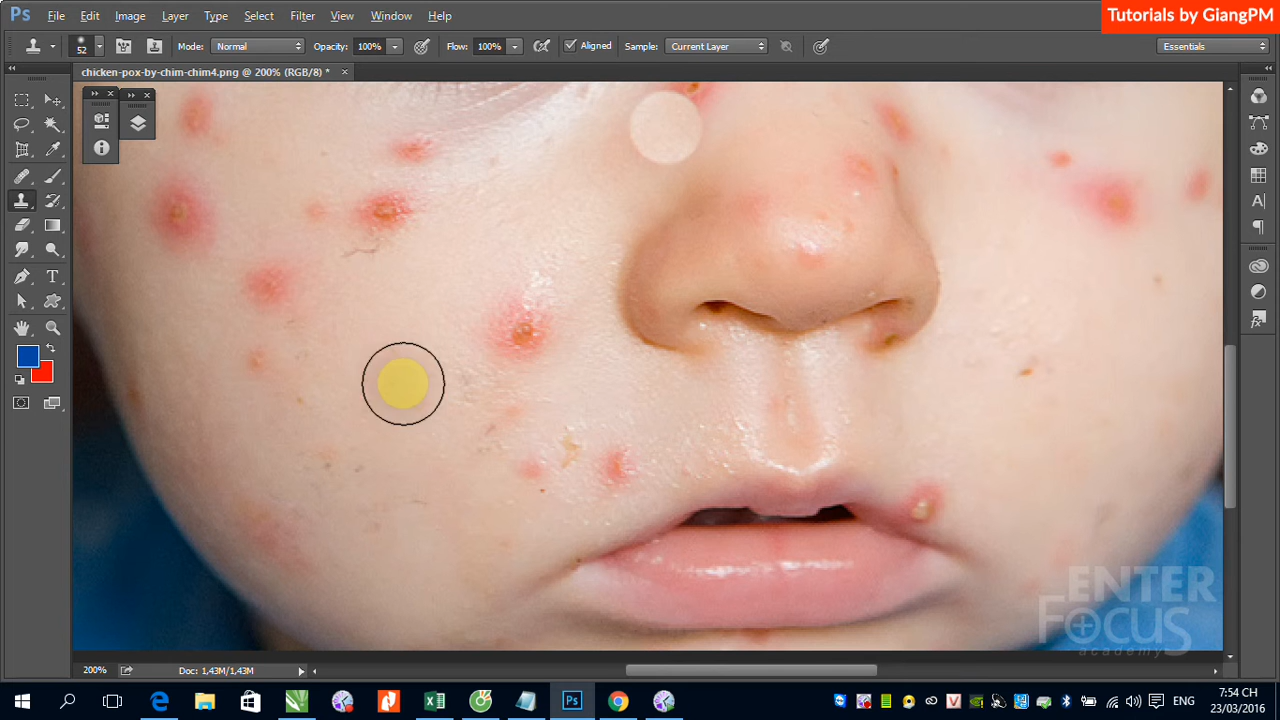 Ps File Edit Image Layer Type Select Filter View Window Help
Tutorials by GiangPM
52 Mode: Normal Opacity: 100% Flow: 100% Aligned Sample: Current Layer Essentials
chicken-pox-by-chim-chim4.png @ 200% (RGB/8) *
ENTER
FOCUS
academy
200% Doc: 1,43M/1,43M
ENG
7:54 CH
23/03/2016